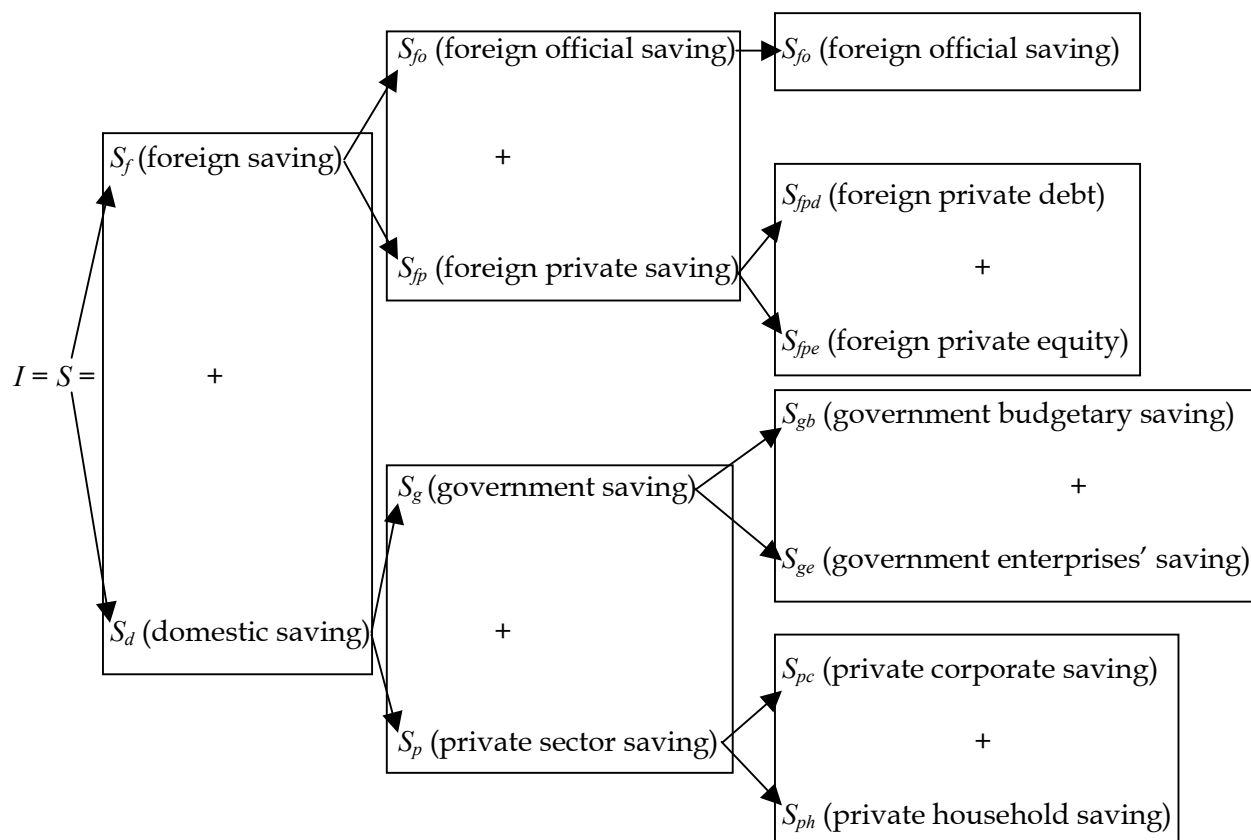 S_fo (foreign official saving)
S_fo (foreign official saving)
S_f (foreign saving)
+
S_fpd (foreign private debt)
S_fp (foreign private saving)
+
S_fpe (foreign private equity)
I = S =
+
S_gb (government budgetary saving)
S_g (government saving)
+
S_ge (government enterprises’ saving)
S_d (domestic saving)
+
S_pc (private corporate saving)
S_p (private sector saving)
+
S_ph (private household saving)